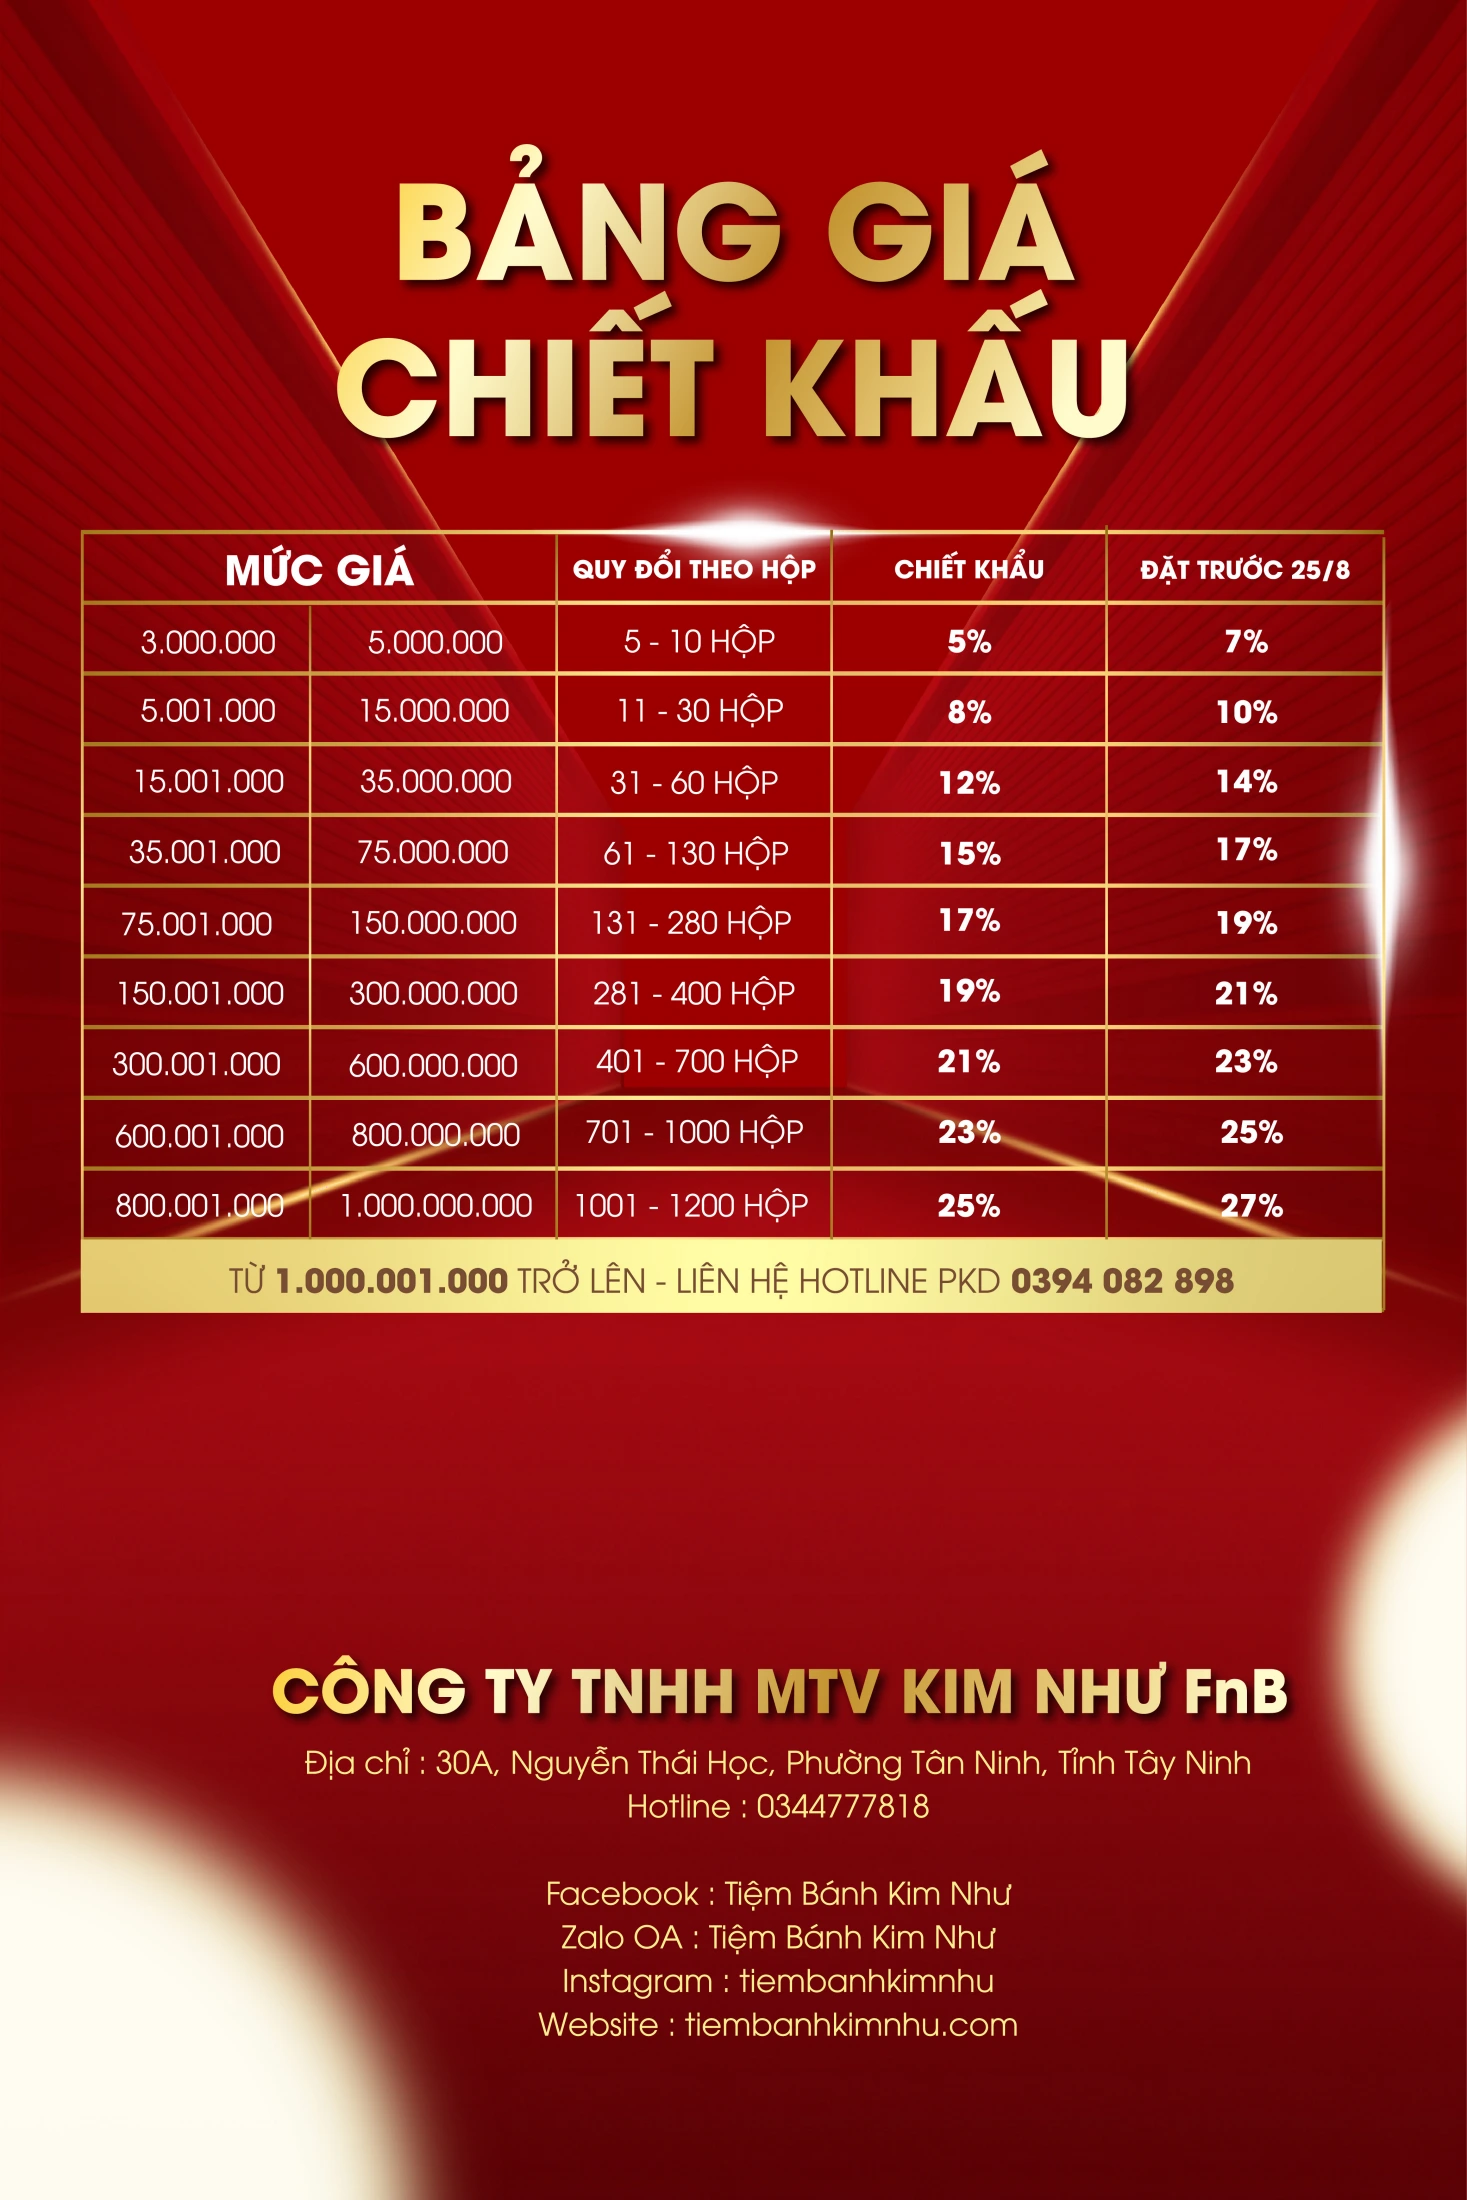 BẢNG GIÁ
CHIẾT KHẤU
MỨC GIÁ QUY ĐỔI THEO HỘP CHIẾT KHẨU ĐẶT TRƯỚC 25/8
3.000.000 5.000.000 5 - 10 HỘP 5% 7%
5.001.000 15.000.000 11 - 30 HỘP 8% 10%
15.001.000 35.000.000 31 - 60 HỘP 12% 14%
35.001.000 75.000.000 61 - 130 HỘP 15% 17%
75.001.000 150.000.000 131 - 280 HỘP 17% 19%
150.001.000 300.000.000 281 - 400 HỘP 19% 21%
300.001.000 600.000.000 401 - 700 HỘP 21% 23%
600.001.000 800.000.000 701 - 1000 HỘP 23% 25%
800.001.000 1.000.000.000 1001 - 1200 HỘP 25% 27%
TỪ 1.000.001.000 TRỞ LÊN - LIÊN HỆ HOTLINE PKD 0394 082 898
CÔNG TY TNHH MTV KIM NHƯ FnB
Địa chỉ : 30A, Nguyễn Thái Học, Phường Tân Ninh, Tỉnh Tây Ninh
Hotline : 0344777818
Facebook : Tiệm Bánh Kim Như
Zalo OA : Tiệm Bánh Kim Như
Instagram : tiembanhkimnhu
Website : tiembanhkimnhu.com